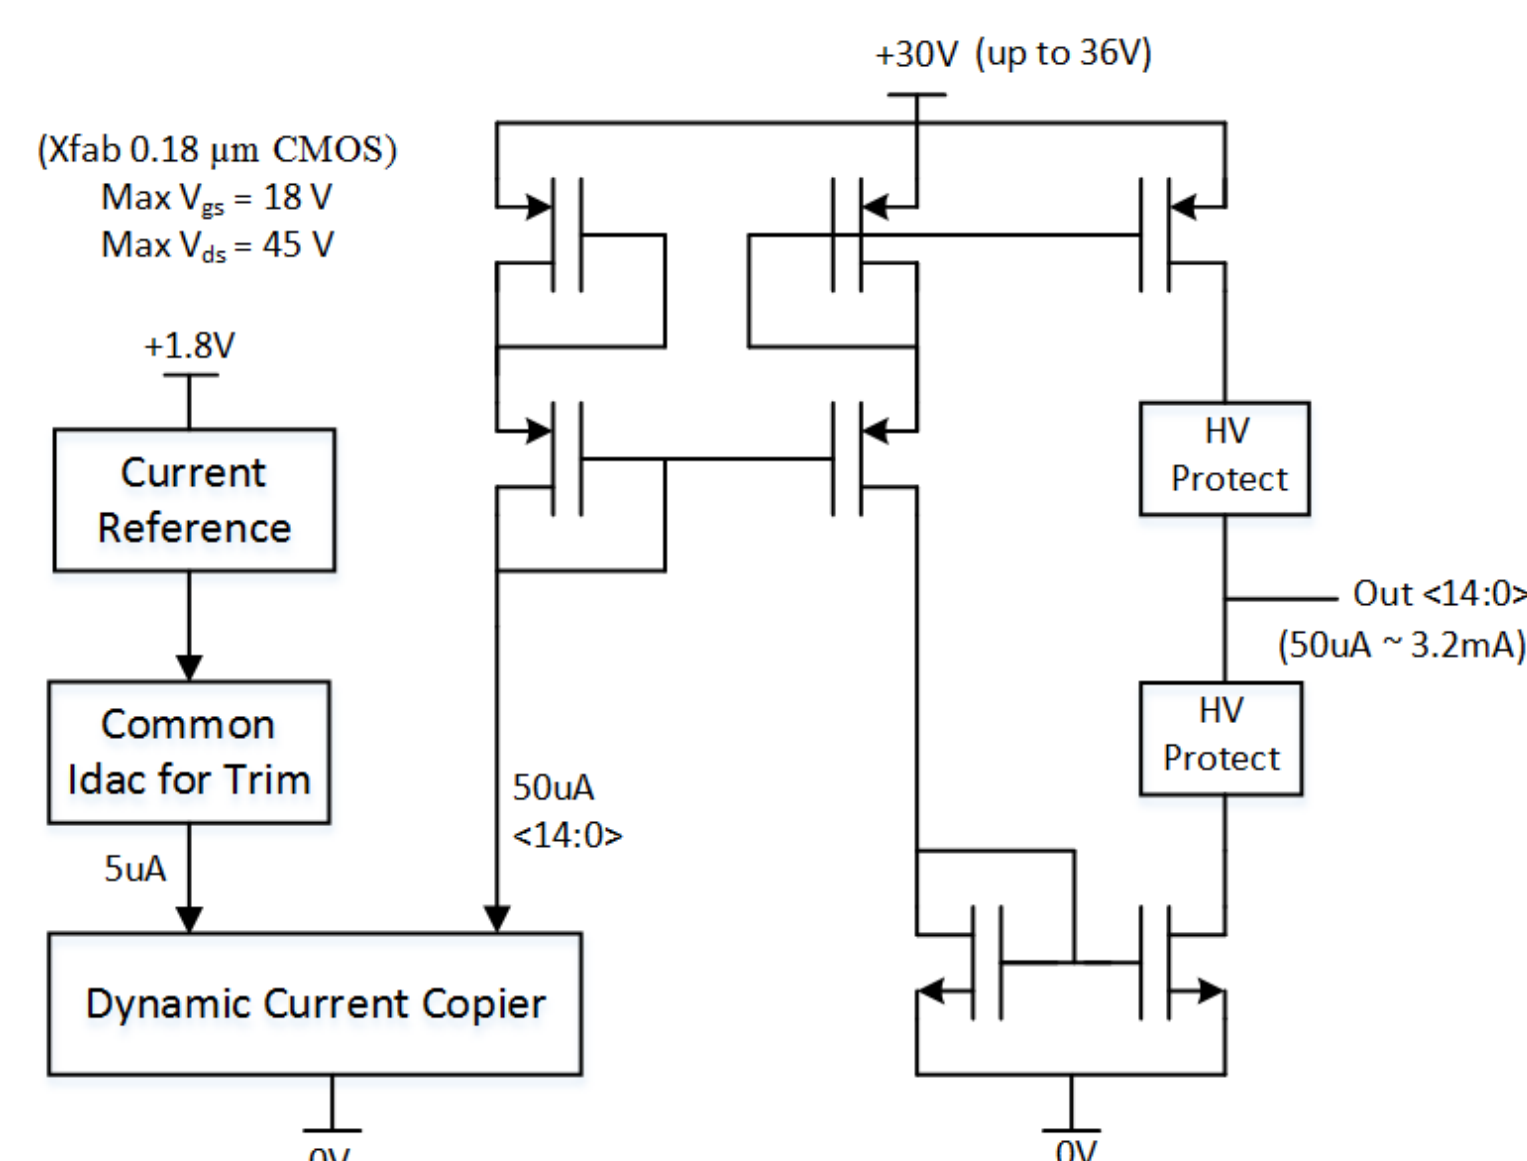 +30V (up to 36V)
(Xfab 0.18 μm CMOS)
Max Vgs = 18 V
Max Vds = 45 V
+1.8V
Current
Reference
HV
Protect
Out <14:0>
(50uA ~ 3.2mA)
Common
Idac for Trim
HV
Protect
50uA
<14:0>
5uA
Dynamic Current Copier
0V
0V